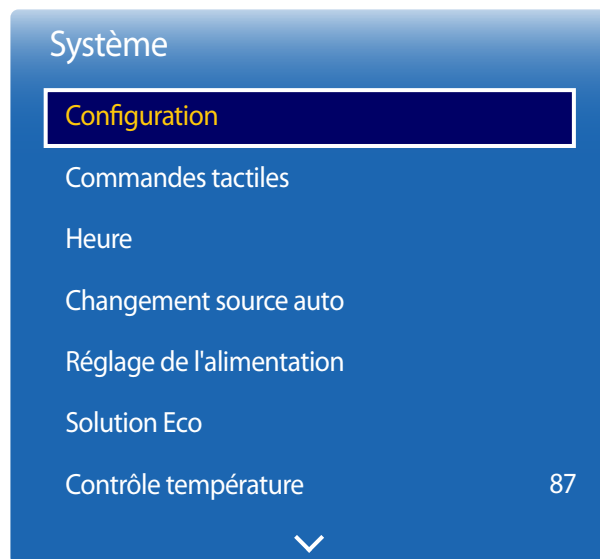 Système
Configuration
Commandes tactiles
Heure
Changement source auto
Réglage de l'alimentation
Solution Eco
Contrôle température 87